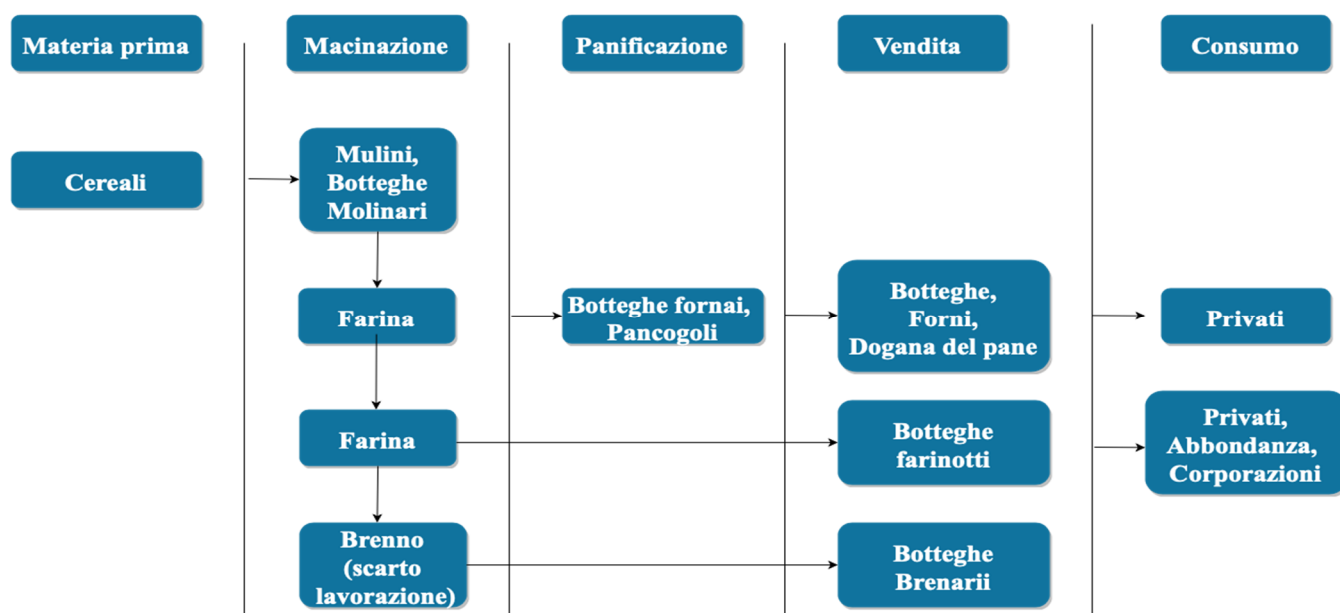 Materia prima
Macinazione
Panificazione
Vendita
Consumo
Cereali
Mulini,
Botteghe
Molinari
Farina
Botteghe fornai,
Pancogoli
Botteghe,
Forni,
Dogana del pane
Privati
Farina
Botteghe
farinotti
Privati,
Abbondanza,
Corporazioni
Brenno
(scarto
lavorazione)
Botteghe
Brenarii